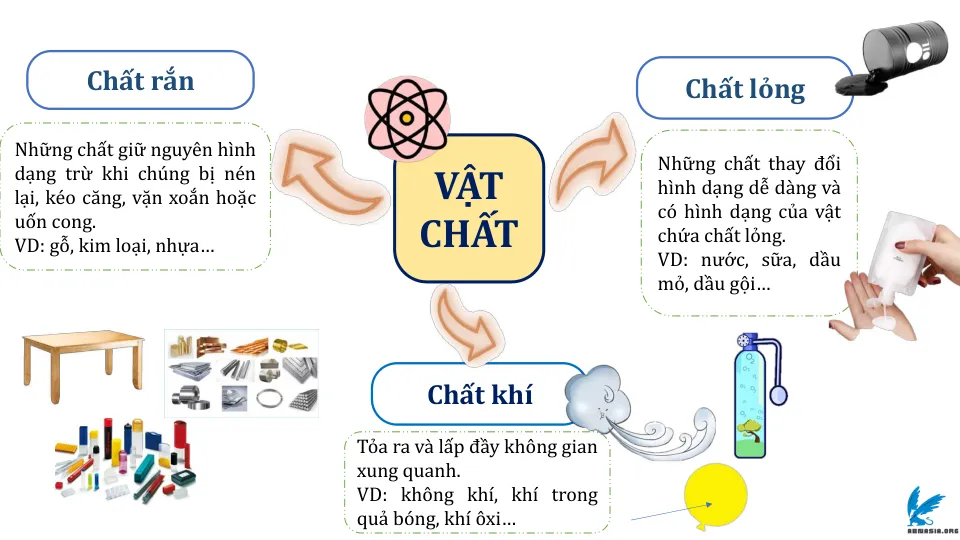 Chất rắn
Những chất giữ nguyên hình
dạng trừ khi chúng bị nén
lại, kéo căng, vặn xoắn hoặc
uốn cong.
VD: gỗ, kim loại, nhựa…
VẬT
CHẤT
Chất lỏng
OIL
Những chất thay đổi
hình dạng dễ dàng và
có hình dạng của vật
chứa chất lỏng.
VD: nước, sữa, dầu
mỏ, dầu gội…
Chất khí
Tỏa ra và lấp đầy không gian
xung quanh.
VD: không khí, khí trong
quả bóng, khí ôxi…
O₂
ABMASIA.ORG